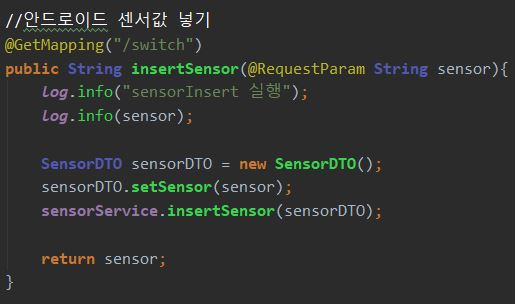 //안드로이드 센서값 넣기
@GetMapping("/switch")
public String insertSensor(@RequestParam String sensor){
    log.info("sensorInsert 실행");
    log.info(sensor);

    SensorDTO sensorDTO = new SensorDTO();
    sensorDTO.setSensor(sensor);
    sensorService.insertSensor(sensorDTO);

    return sensor;
}